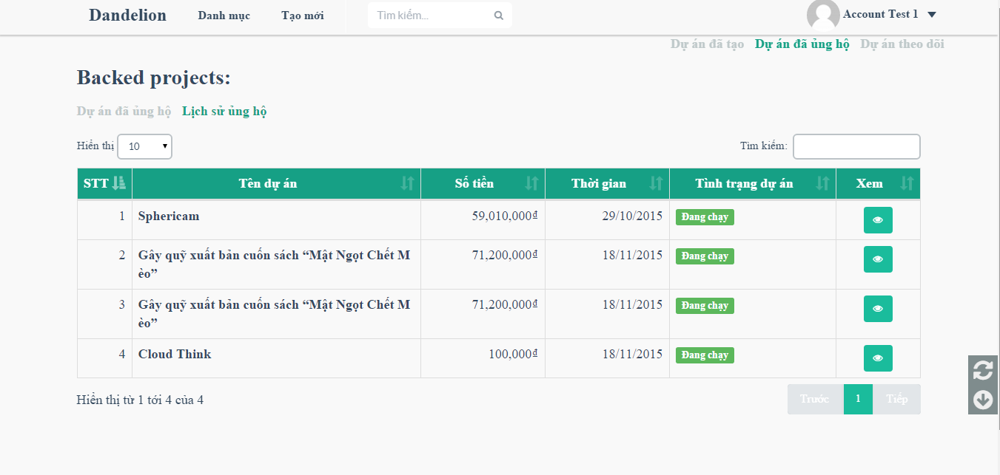 Dandelion Danh mục Tạo mới Tìm kiếm... Account Test 1
Dự án đã tạo Dự án đã ủng hộ Dự án theo dõi
Backed projects:
Dự án đã ủng hộ Lịch sử ủng hộ
Hiển thị 10 Tìm kiếm:
STT Tên dự án Số tiền Thời gian Tình trạng dự án Xem
1 Sphericam 59,010,000₫ 29/10/2015 Đang chạy
2 Gây quỹ xuất bản cuốn sách “Mật Ngọt Chết M 71,200,000₫ 18/11/2015 Đang chạy
èo”
3 Gây quỹ xuất bản cuốn sách “Mật Ngọt Chết M 71,200,000₫ 18/11/2015 Đang chạy
èo”
4 Cloud Think 100,000₫ 18/11/2015 Đang chạy
Hiển thị từ 1 tới 4 của 4 Trước 1 Tiếp